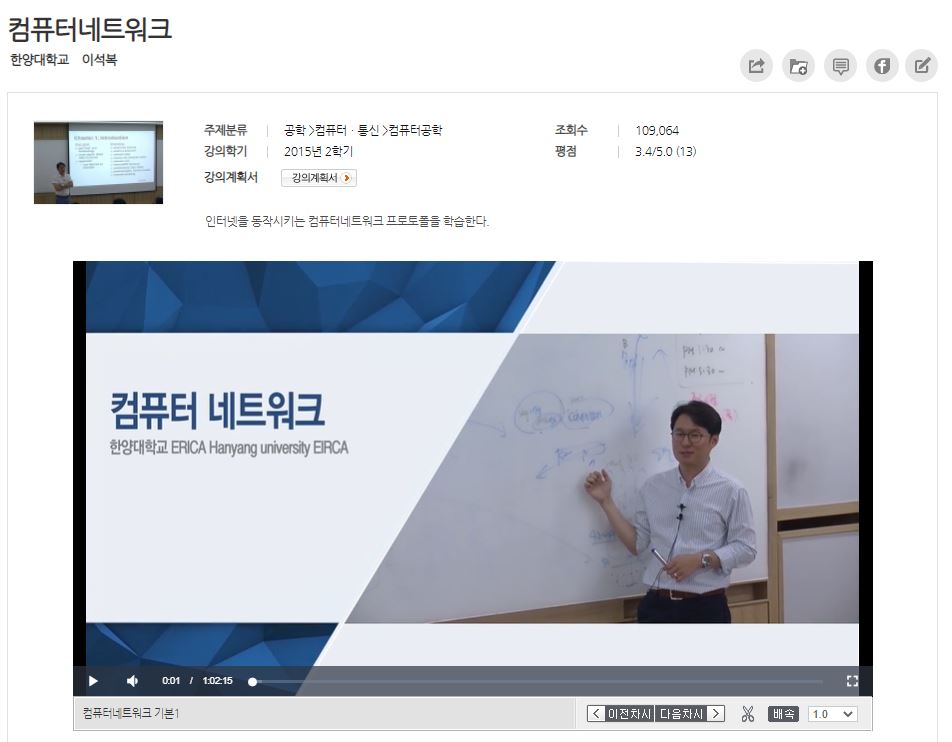 컴퓨터네트워크
한양대학교 이석복
주제분류 공학 >컴퓨터ㆍ통신 >컴퓨터공학 조회수 109,064
강의학기 2015년 2학기 평점 3.4/5.0 (13)
강의계획서 강의계획서
Chapter 1: introduction
인터넷을 동작시키는 컴퓨터네트워크 프로토콜을 학습한다.
컴퓨터 네트워크
한양대학교 ERICA Hanyang university EIRCA
0:01 / 1:02:15
컴퓨터네트워크 기본1 이전차시 다음차시 배속 1.0